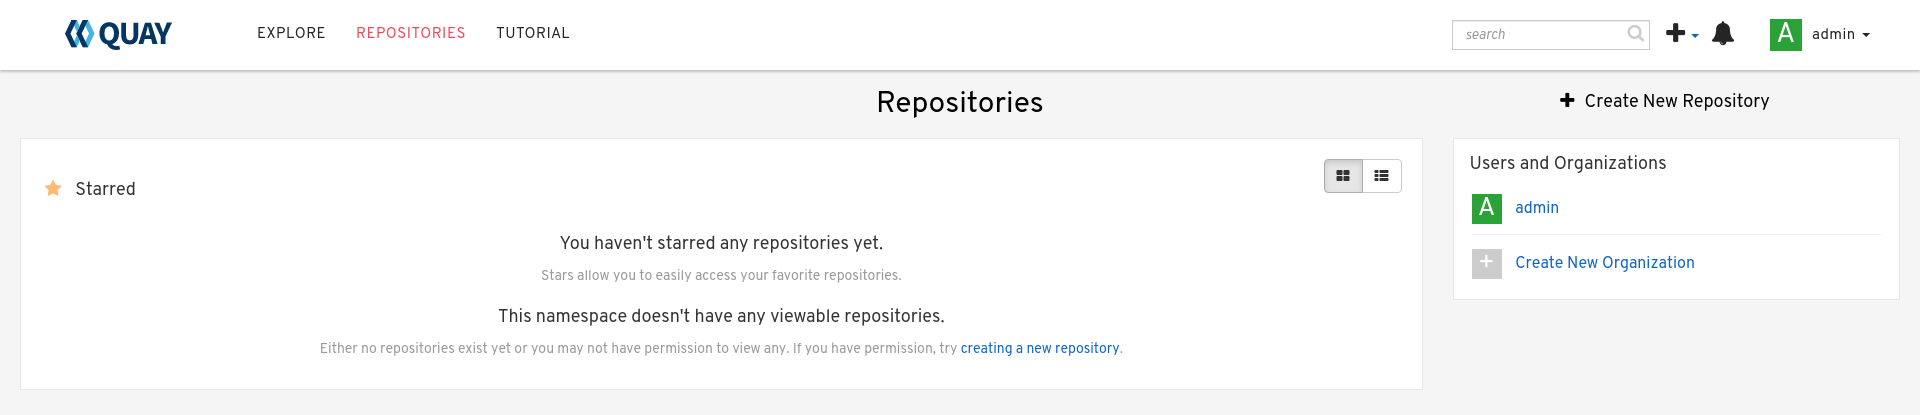 QUAY EXPLORE REPOSITORIES TUTORIAL search A admin
Repositories
Create New Repository
Starred
You haven't starred any repositories yet.
Stars allow you to easily access your favorite repositories.
This namespace doesn't have any viewable repositories.
Either no repositories exist yet or you may not have permission to view any. If you have permission, try creating a new repository.
Users and Organizations
A admin
Create New Organization